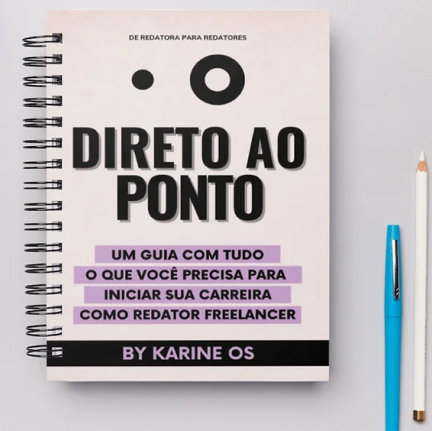 DE REDATORA PARA REDATORES
DIRETO AO
PONTO
UM GUIA COM TUDO
O QUE VOCÊ PRECISA PARA
INICIAR SUA CARREIRA
COMO REDATOR FREELANCER
BY KARINE OS